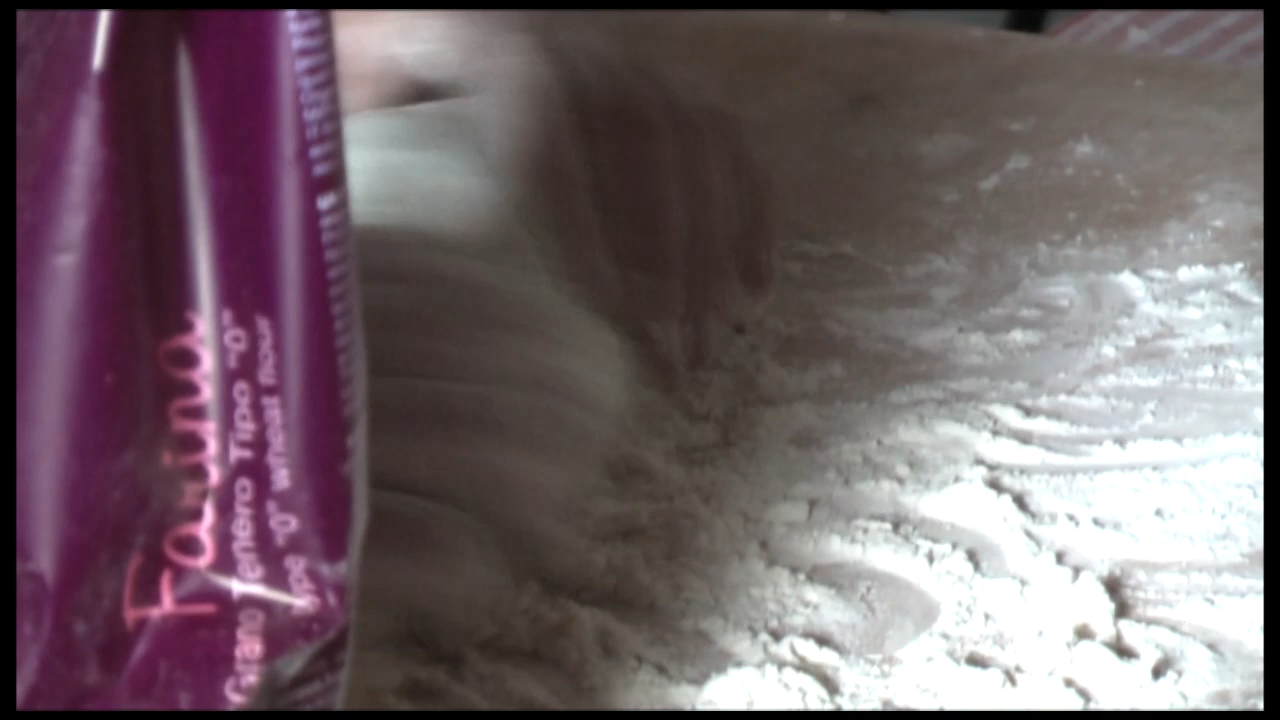 Farina
Grano Tenero Tipo "0"
Type "0" wheat flour